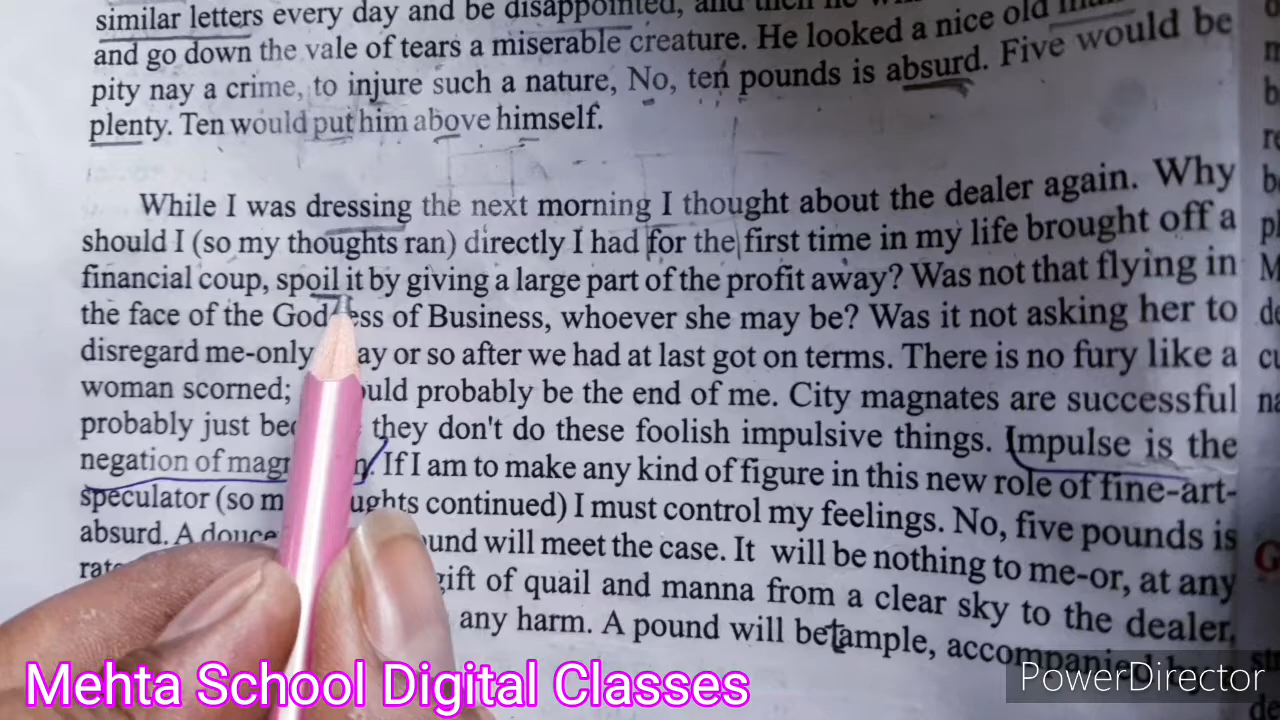 similar letters every day and be disappointed, and then he
and go down the vale of tears a miserable creature. He looked a nice old
pity nay a crime, to injure such a nature, No, ten pounds is absurd. Five would be
plenty. Ten would put him above himself.
While I was dressing the next morning I thought about the dealer again. Why
should I (so my thoughts ran) directly I had for the first time in my life brought off a
financial coup, spoil it by giving a large part of the profit away? Was not that flying in
the face of the Goddess of Business, whoever she may be? Was it not asking her to
disregard me-only ay or so after we had at last got on terms. There is no fury like a
woman scorned; ould probably be the end of me. City magnates are successful
probably just bec they don't do these foolish impulsive things. Impulse is the
negation of magn y. If I am to make any kind of figure in this new role of fine-art-
speculator (so m ughts continued) I must control my feelings. No, five pounds is
absurd. A douce und will meet the case. It will be nothing to me-or, at any
rate gift of quail and manna from a clear sky to the dealer,
any harm. A pound will be ample, accompanied by
Mehta School Digital Classes
PowerDirector